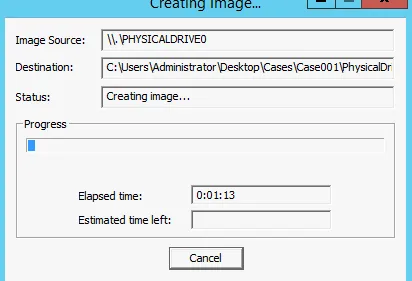 Creating Image...
Image Source: \\.\PHYSICALDRIVE0
Destination: C:\Users\Administrator\Desktop\Cases\Case001\PhysicalDr
Status: Creating image...
Progress
Elapsed time: 0:01:13
Estimated time left:
Cancel